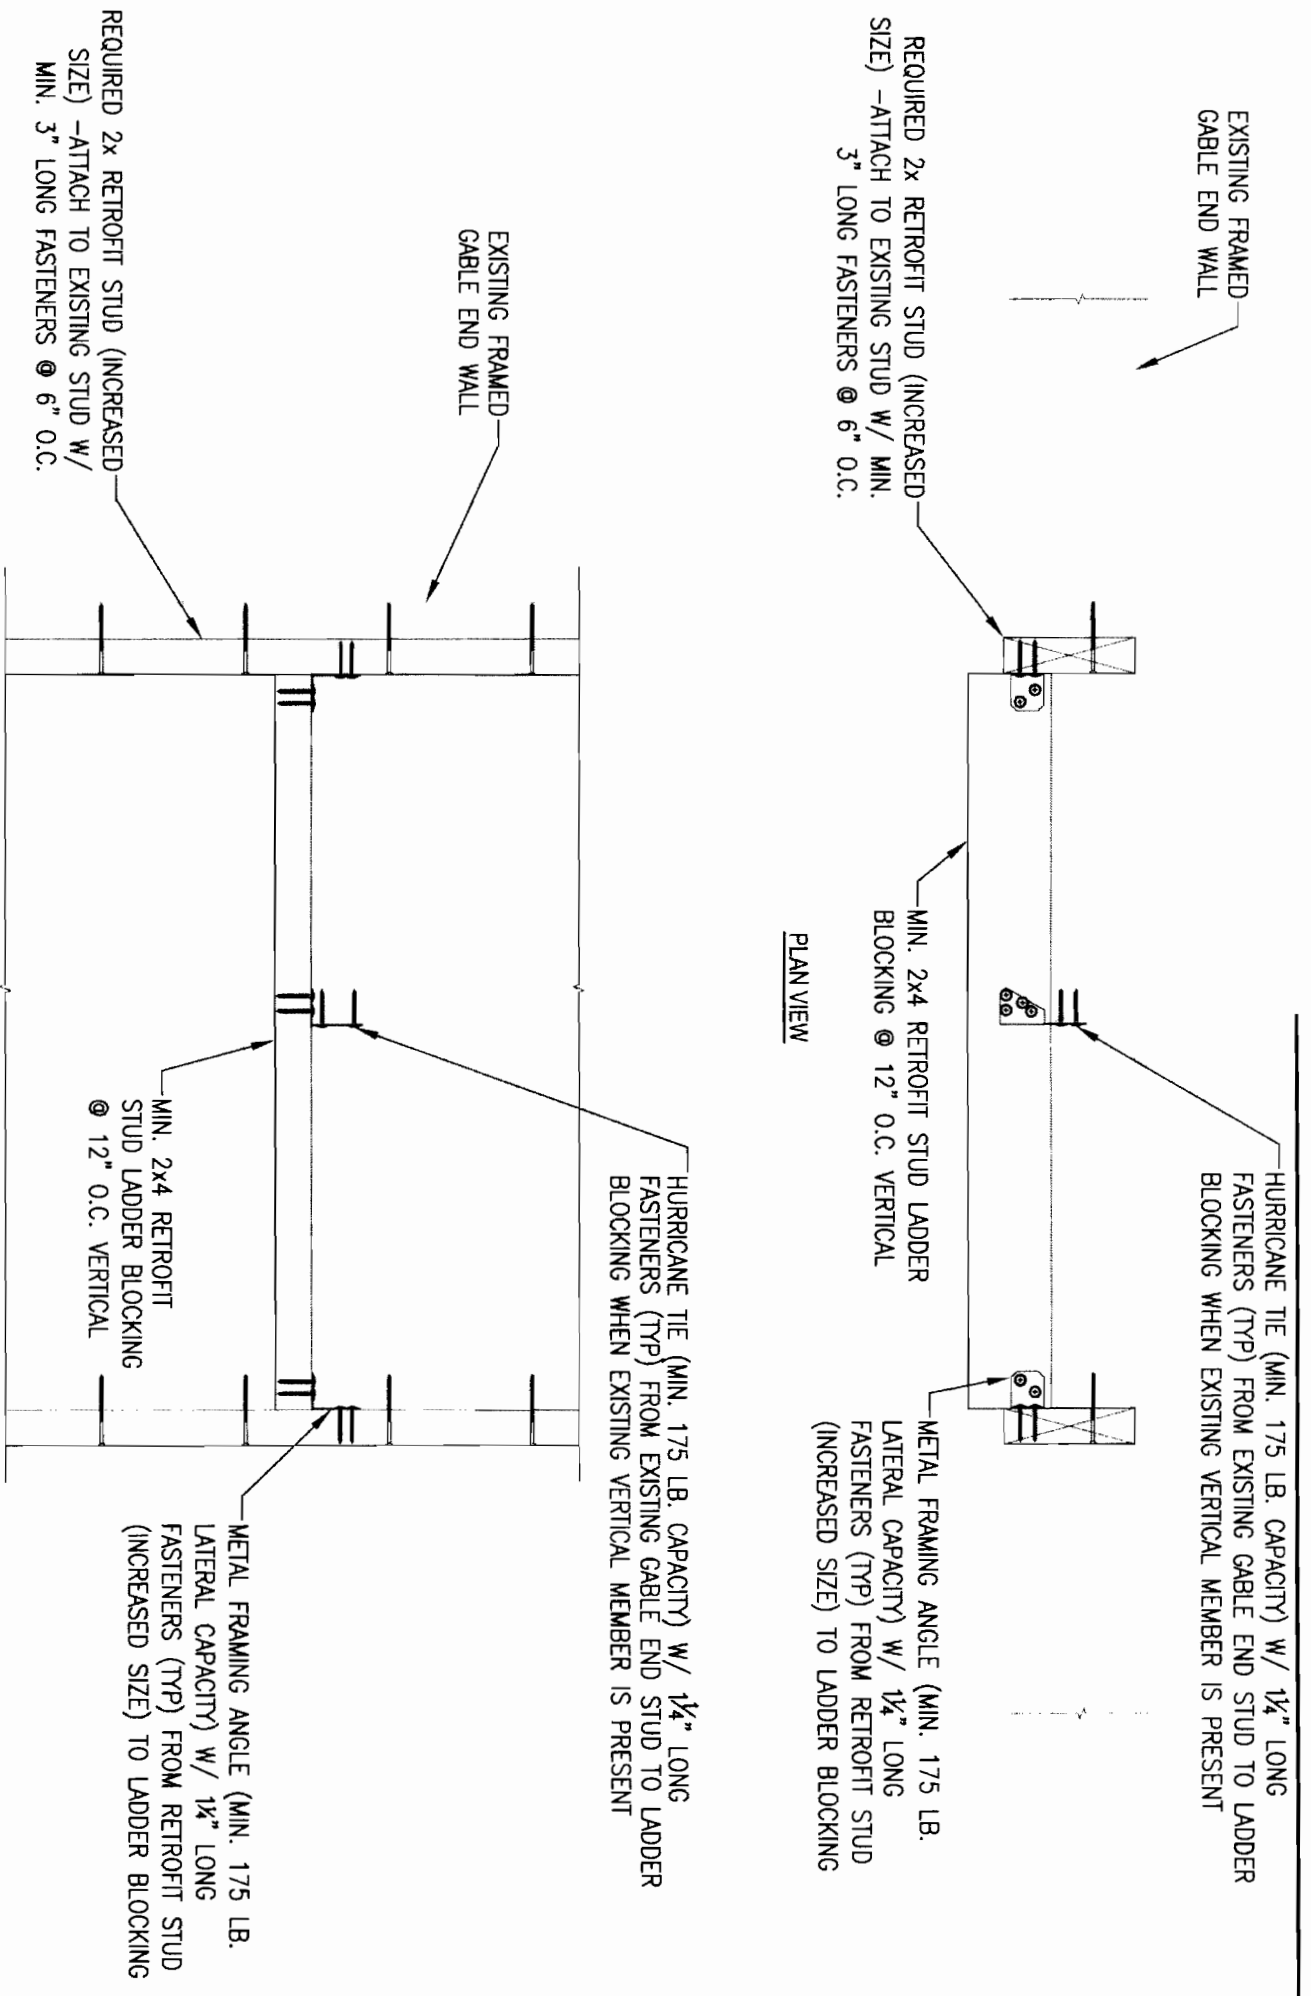 EXISTING FRAMED
GABLE END WALL
REQUIRED 2x RETROFIT STUD (INCREASED
SIZE) -ATTACH TO EXISTING STUD W/ MIN.
3" LONG FASTENERS @ 6" O.C.
HURRICANE TIE (MIN. 175 LB. CAPACITY) W/ 1¼" LONG
FASTENERS (TYP) FROM EXISTING GABLE END STUD TO LADDER
BLOCKING WHEN EXISTING VERTICAL MEMBER IS PRESENT
MIN. 2x4 RETROFIT STUD LADDER
BLOCKING @ 12" O.C. VERTICAL
METAL FRAMING ANGLE (MIN. 175 LB.
LATERAL CAPACITY) W/ 1¼" LONG
FASTENERS (TYP) FROM RETROFIT STUD
(INCREASED SIZE) TO LADDER BLOCKING
PLAN VIEW
HURRICANE TIE (MIN. 175 LB. CAPACITY) W/ 1¼" LONG
FASTENERS (TYP) FROM EXISTING GABLE END STUD TO LADDER
BLOCKING WHEN EXISTING VERTICAL MEMBER IS PRESENT
EXISTING FRAMED
GABLE END WALL
REQUIRED 2x RETROFIT STUD (INCREASED
SIZE) -ATTACH TO EXISTING STUD W/
MIN. 3" LONG FASTENERS @ 6" O.C.
MIN. 2x4 RETROFIT
STUD LADDER BLOCKING
@ 12" O.C. VERTICAL
METAL FRAMING ANGLE (MIN. 175 LB.
LATERAL CAPACITY) W/ 1¼" LONG
FASTENERS (TYP) FROM RETROFIT STUD
(INCREASED SIZE) TO LADDER BLOCKING